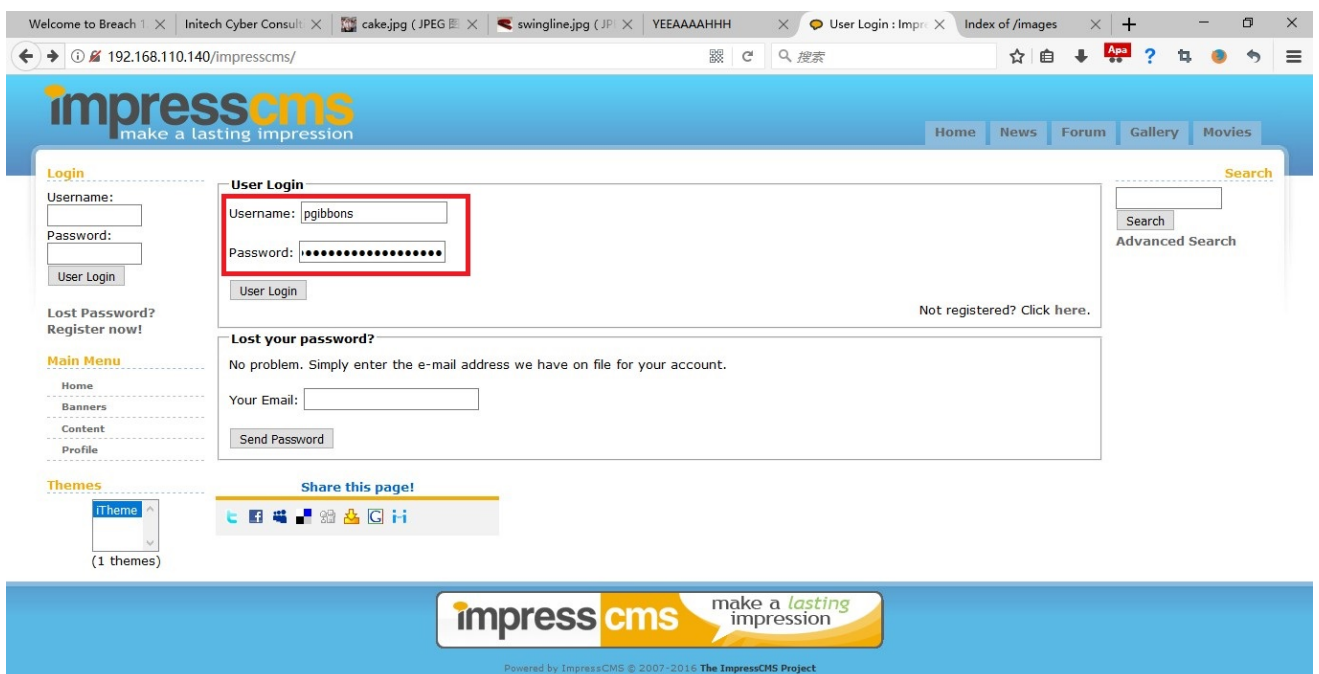 Welcome to Breach 1
Initech Cyber Consulti
cake.jpg ( JPEG 图
swingline.jpg ( JPE
YEEAAAAHHH
User Login : Impre
Index of /images
192.168.110.140/impresscms/
搜索
Apa
impresscms
make a lasting impression
Home
News
Forum
Gallery
Movies
Login
Username:
Password:
User Login
Lost Password?
Register now!
Main Menu
Home
Banners
Content
Profile
Themes
iTheme
(1 themes)
User Login
Username: pgibbons
Password:
User Login
Not registered? Click here.
Lost your password?
No problem. Simply enter the e-mail address we have on file for your account.
Your Email:
Send Password
Share this page!
Search
Search
Advanced Search
impress cms
make a lasting
impression
Powered by ImpressCMS © 2007-2016 The ImpressCMS Project